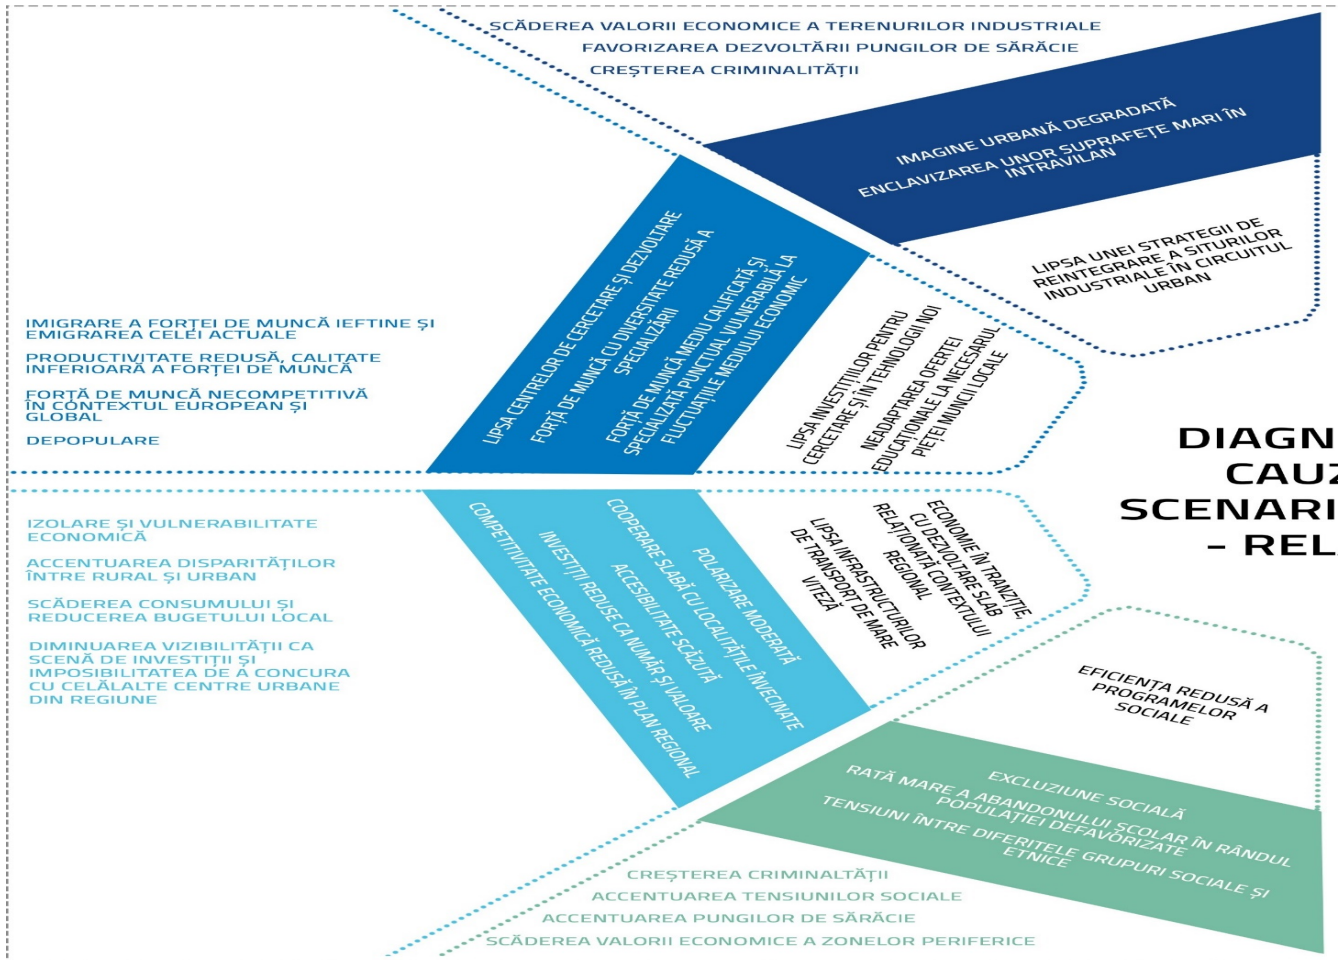 SCĂDEREA VALORII ECONOMICE A TERENURILOR INDUSTRIALE
FAVORIZAREA DEZVOLTĂRII PUNGILOR DE SĂRĂCIE
CREȘTEREA CRIMINALITĂȚII
IMAGINE URBANĂ DEGRADATĂ
ENCLAVIZAREA UNOR SUPRAFEȚE MARI ÎN
INTRAVILAN
LIPSA UNEI STRATEGII DE
REINTEGRARE A SITURILOR
INDUSTRIALE ÎN CIRCUITUL
URBAN
IMIGRARE A FORȚEI DE MUNCĂ IEFTINE ȘI
EMIGRAREA CELEI ACTUALE
PRODUCTIVITATE REDUSĂ, CALITATE
INFERIOARĂ A FORȚEI DE MUNCĂ
FORȚĂ DE MUNCĂ NECOMPETITIVĂ
ÎN CONTEXTUL EUROPEAN ȘI
GLOBAL
DEPOPULARE
LIPSA CENTRELOR DE CERCETARE ȘI DEZVOLTARE
FORȚĂ DE MUNCĂ CU DIVERSITATE REDUSĂ A
SPECIALIZĂRII
FORȚĂ DE MUNCĂ MEDIU CALIFICATĂ ȘI
SPECIALIZATĂ PUNCTUAL VULNERABILĂ LA
FLUCTUAȚIILE MEDIULUI ECONOMIC
LIPSA INVESTIȚIILOR PENTRU
CERCETARE ȘI ÎN TEHNOLOGII NOI
NEADAPTAREA OFERTEI
EDUCAȚIONALE LA NECESARUL
PIEȚEI MUNCII LOCALE
DIAGN
CAUZ
SCENARI
- REL
IZOLARE ȘI VULNERABILITATE
ECONOMICĂ
ACCENTUAREA DISPARITĂȚILOR
ÎNTRE RURAL ȘI URBAN
SCĂDEREA CONSUMULUI ȘI
REDUCEREA BUGETULUI LOCAL
DIMINUAREA VIZIBILITĂȚII CA
SCENĂ DE INVESTIȚII ȘI
IMPOSIBILITATEA DE A CONCURA
CU CELĂLALTE CENTRE URBANE
DIN REGIUNE
POLARIZARE MODERATĂ
COOPERARE SLABĂ CU LOCALITĂȚILE ÎNVECINATE
ACCESIBILITATE SCĂZUTĂ
INVESTIȚII REDUSE CA NUMĂR ȘI VALOARE
COMPETITIVITATE ECONOMICĂ REDUSĂ ÎN PLAN REGIONAL
ECONOMIE ÎN TRANZIȚIE,
CU DEZVOLTARE SLAB
RELAȚIONATĂ CONTEXTULUI
REGIONAL
LIPSA INFRASTRUCTURILOR
DE TRANSPORT DE MARE
VITEZĂ
EFICIENȚA REDUSĂ A
PROGRAMELOR
SOCIALE
EXCLUZIUNE SOCIALĂ
RATĂ MARE A ABANDONULUI ȘCOLAR ÎN RÂNDUL
POPULAȚIEI DEFAVORIZATE
TENSIUNI ÎNTRE DIFERITELE GRUPURI SOCIALE ȘI
ETNICE
CREȘTEREA CRIMINALTĂȚII
ACCENTUAREA TENSIUNILOR SOCIALE
ACCENTUAREA PUNGILOR DE SĂRĂCIE
SCĂDEREA VALORII ECONOMICE A ZONELOR PERIFERICE